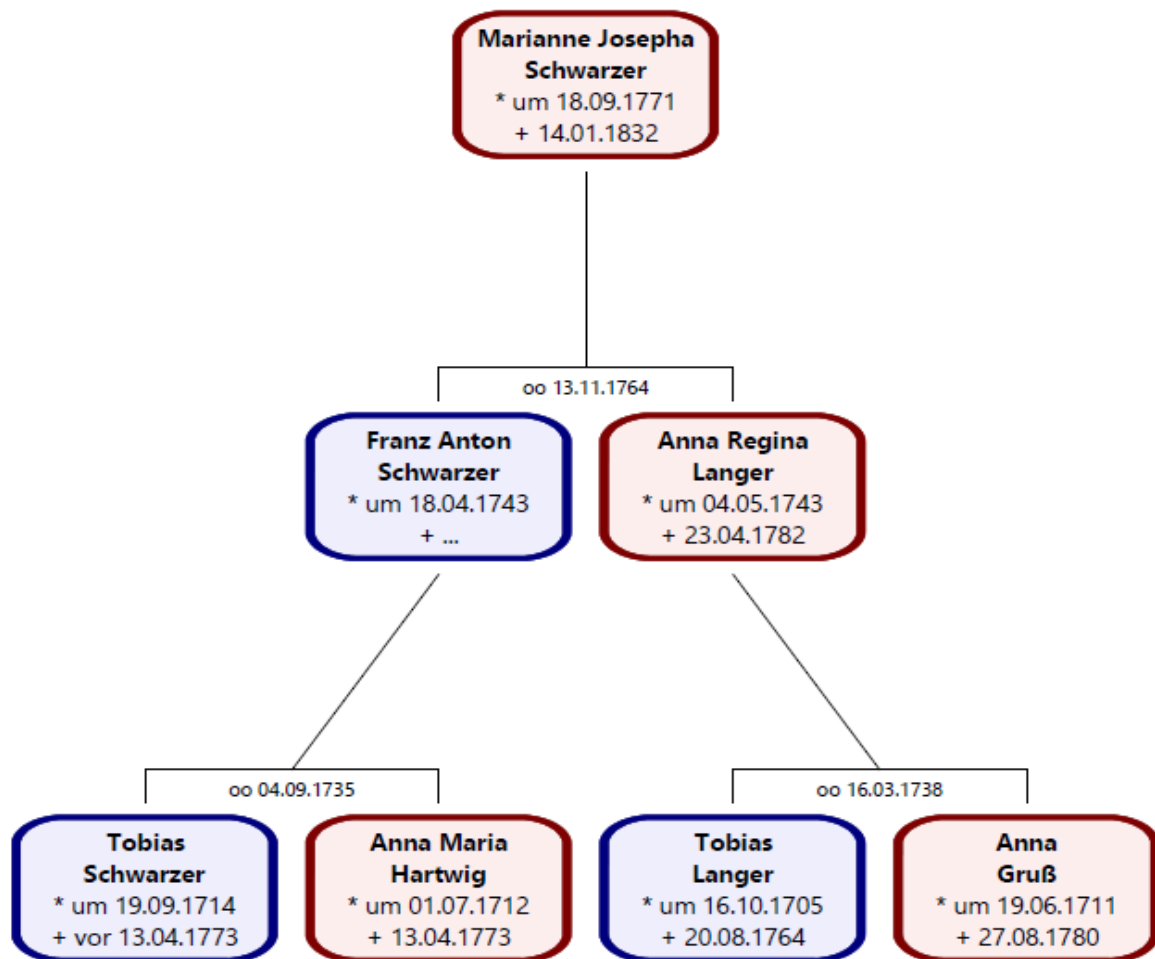 Marianne Josepha
Schwarzer
* um 18.09.1771
+ 14.01.1832
oo 13.11.1764
Franz Anton
Schwarzer
* um 18.04.1743
+ ...
Anna Regina
Langer
* um 04.05.1743
+ 23.04.1782
oo 04.09.1735
oo 16.03.1738
Tobias
Schwarzer
* um 19.09.1714
+ vor 13.04.1773
Anna Maria
Hartwig
* um 01.07.1712
+ 13.04.1773
Tobias
Langer
* um 16.10.1705
+ 20.08.1764
Anna
Gruß
* um 19.06.1711
+ 27.08.1780